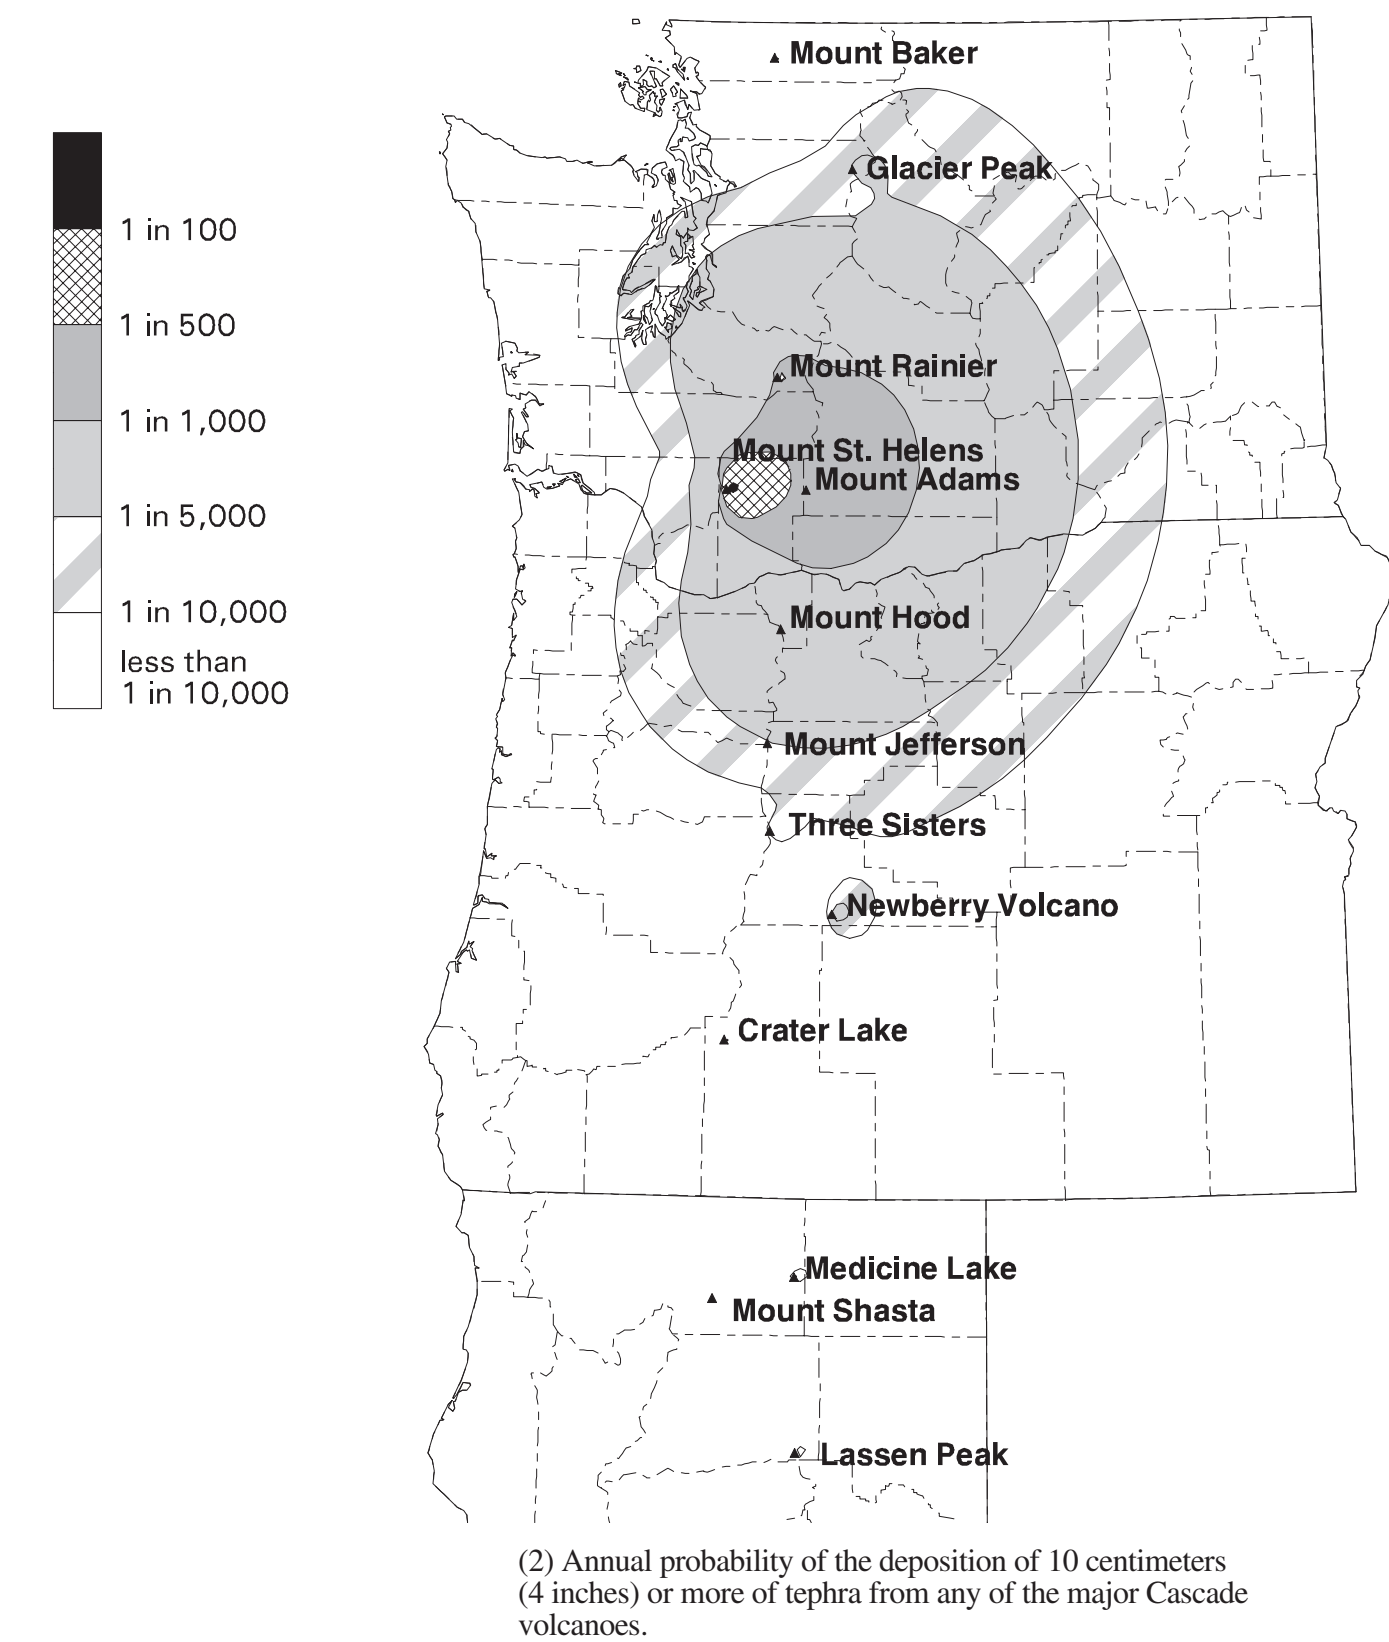 Mount Baker
Glacier Peak
1 in 100
1 in 500
1 in 1,000
1 in 5,000
1 in 10,000
less than
1 in 10,000
Mount Rainier
Mount St. Helens
Mount Adams
Mount Hood
Mount Jefferson
Three Sisters
Newberry Volcano
Crater Lake
Medicine Lake
Mount Shasta
Lassen Peak
(2) Annual probability of the deposition of 10 centimeters
(4 inches) or more of tephra from any of the major Cascade
volcanoes.